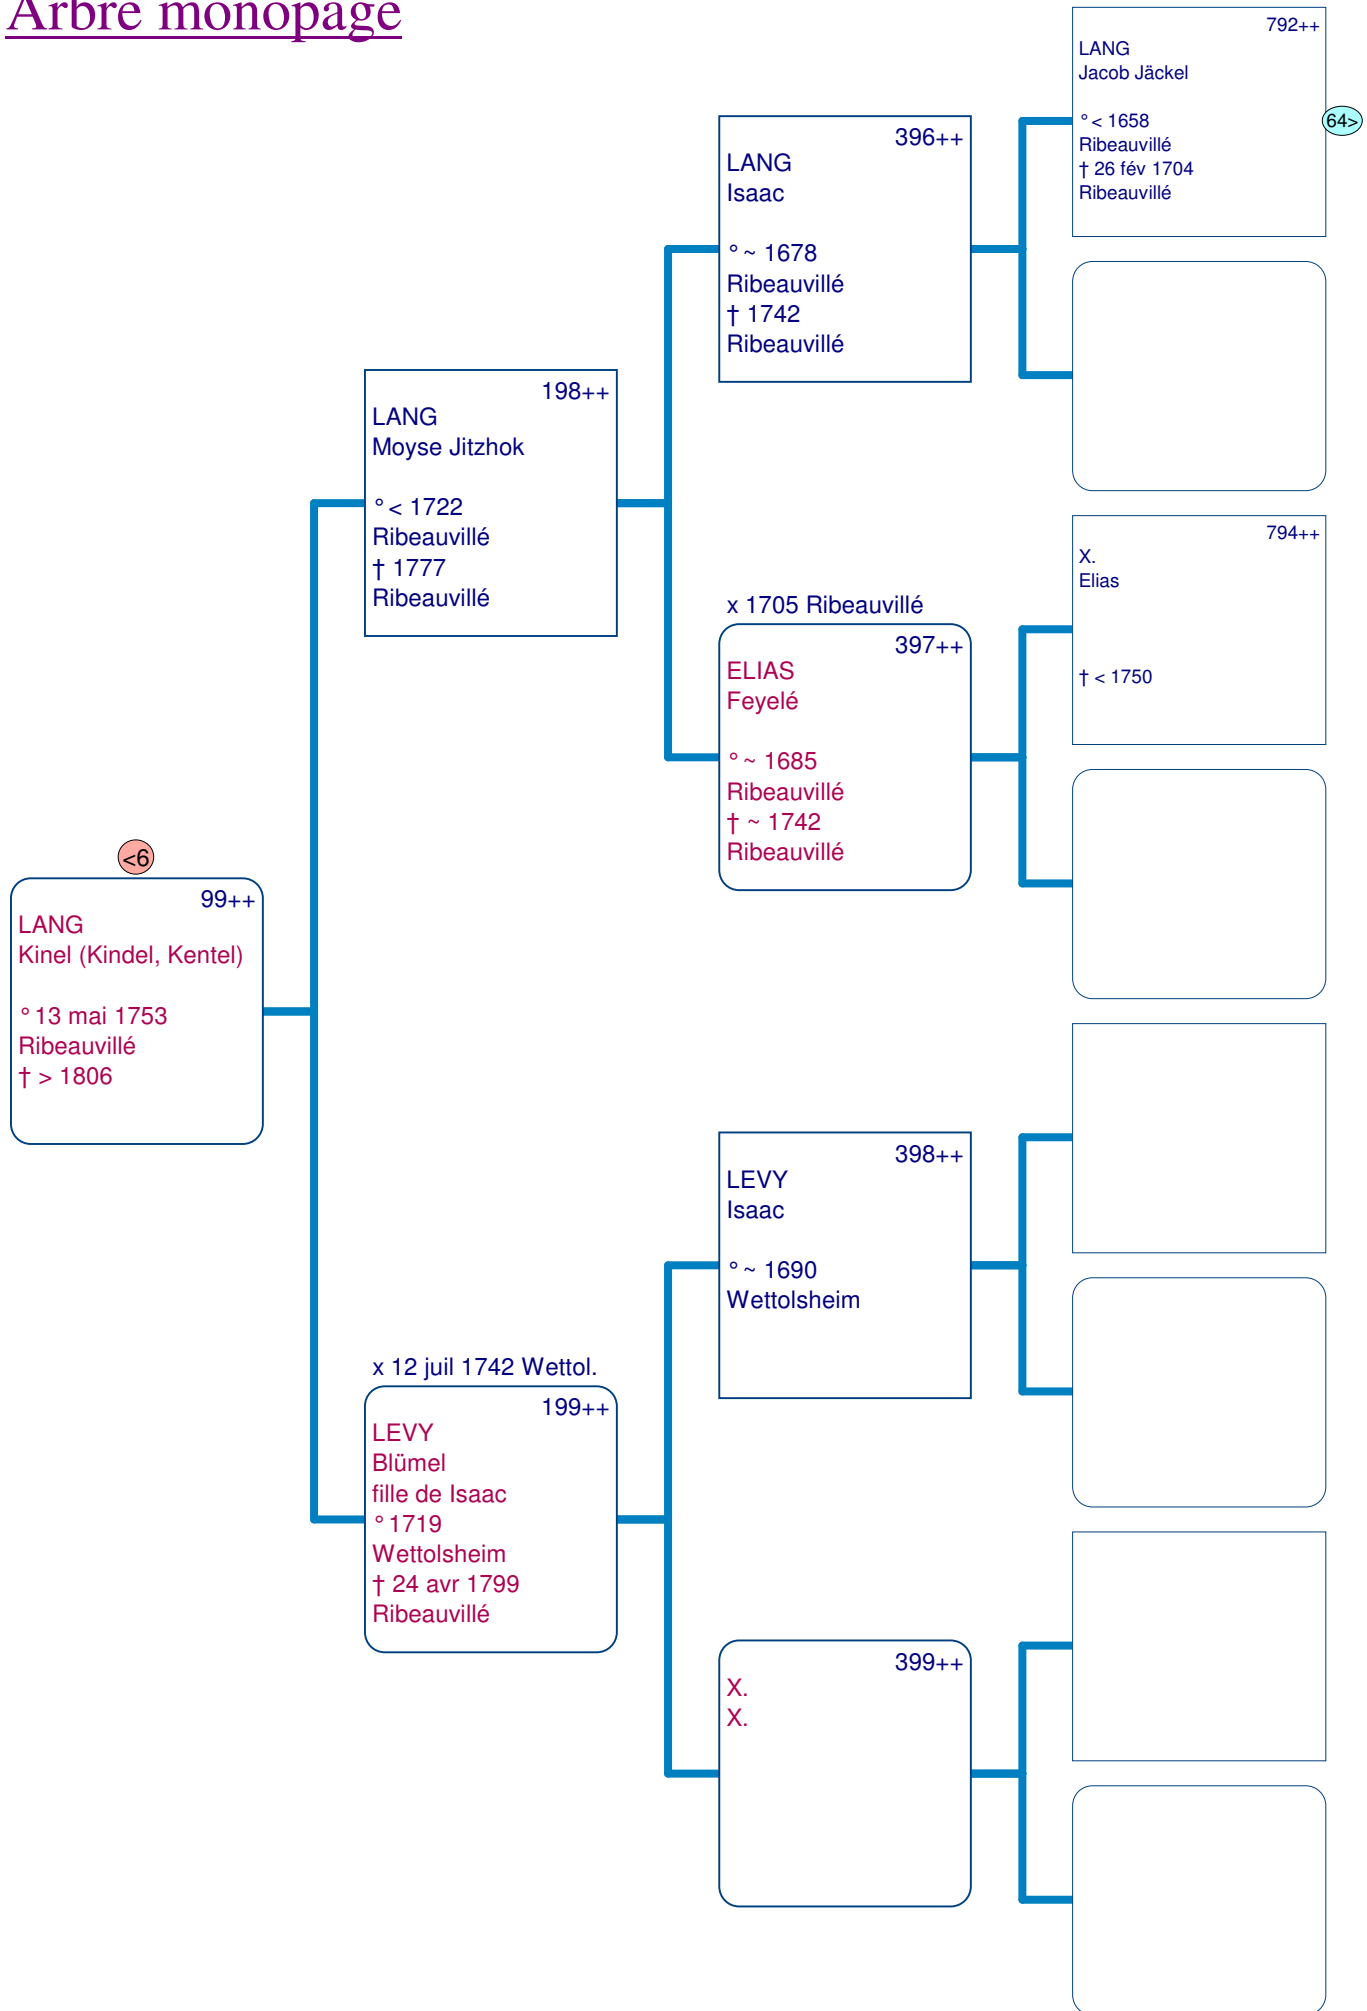 Arbre monopage
792++
LANG
Jacob Jäckel
° < 1658
Ribeauvillé
† 26 fév 1704
Ribeauvillé
64>
396++
LANG
Isaac
° ~ 1678
Ribeauvillé
† 1742
Ribeauvillé
198++
LANG
Moyse Jitzhok
° < 1722
Ribeauvillé
† 1777
Ribeauvillé
794++
X.
Elias
† < 1750
x 1705 Ribeauvillé
397++
ELIAS
Feyelé
° ~ 1685
Ribeauvillé
† ~ 1742
Ribeauvillé
<6
99++
LANG
Kinel (Kindel, Kentel)
° 13 mai 1753
Ribeauvillé
† > 1806
398++
LEVY
Isaac
° ~ 1690
Wettolsheim
x 12 juil 1742 Wettol.
199++
LEVY
Blümel
fille de Isaac
° 1719
Wettolsheim
† 24 avr 1799
Ribeauvillé
399++
X.
X.